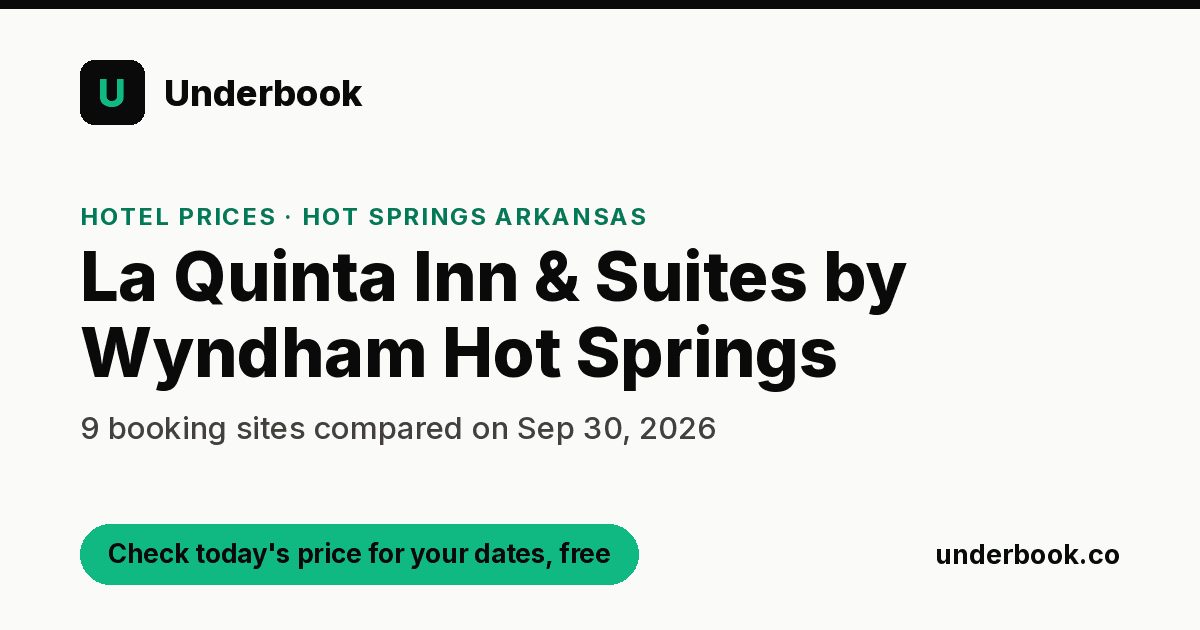 U Underbook
HOTEL PRICES · HOT SPRINGS ARKANSAS
La Quinta Inn & Suites by
Wyndham Hot Springs
9 booking sites compared on Sep 30, 2026
Check today's price for your dates, free
underbook.co